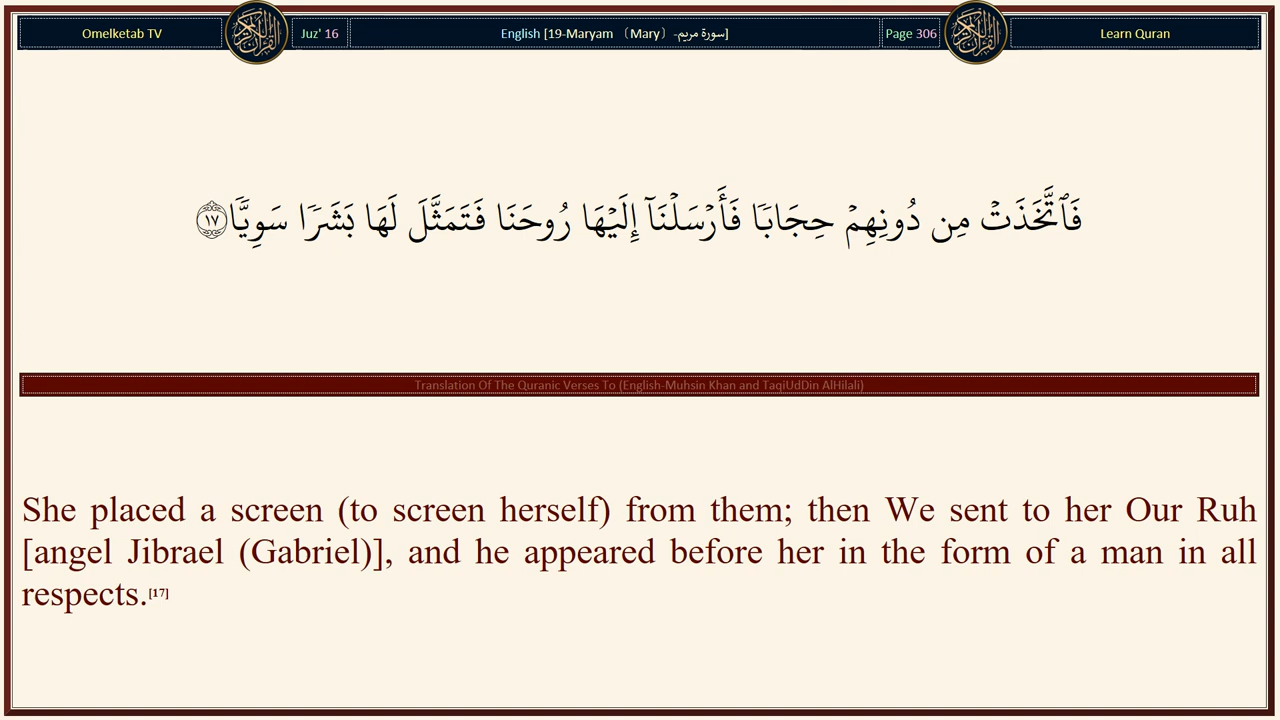 Omelketab TV
Juz' 16
English [19-Maryam （Mary）-سورة مريم]
Page 306
Learn Quran
فَٱتَّخَذَتۡ مِن دُونِهِمۡ حِجَابٗا فَأَرۡسَلۡنَآ إِلَيۡهَا رُوحَنَا فَتَمَثَّلَ لَهَا بَشَرٗا سَوِيّٗا ١٧
Translation Of The Quranic Verses To (English-Muhsin Khan and TaqiUdDin AlHilali)
She placed a screen (to screen herself) from them; then We sent to her Our Ruh
[angel Jibrael (Gabriel)], and he appeared before her in the form of a man in all
respects.[17]